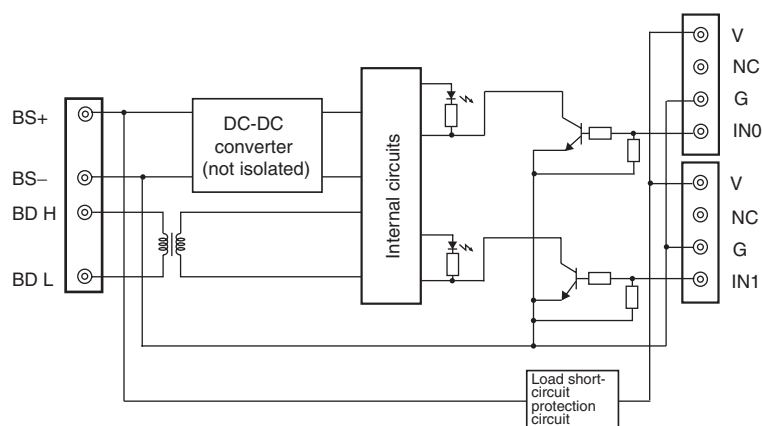 BS+
BS−
BD H
BD L
DC-DC
converter
(not isolated)
Internal circuits
V
NC
G
IN0
V
NC
G
IN1
Load short-
circuit
protection
circuit